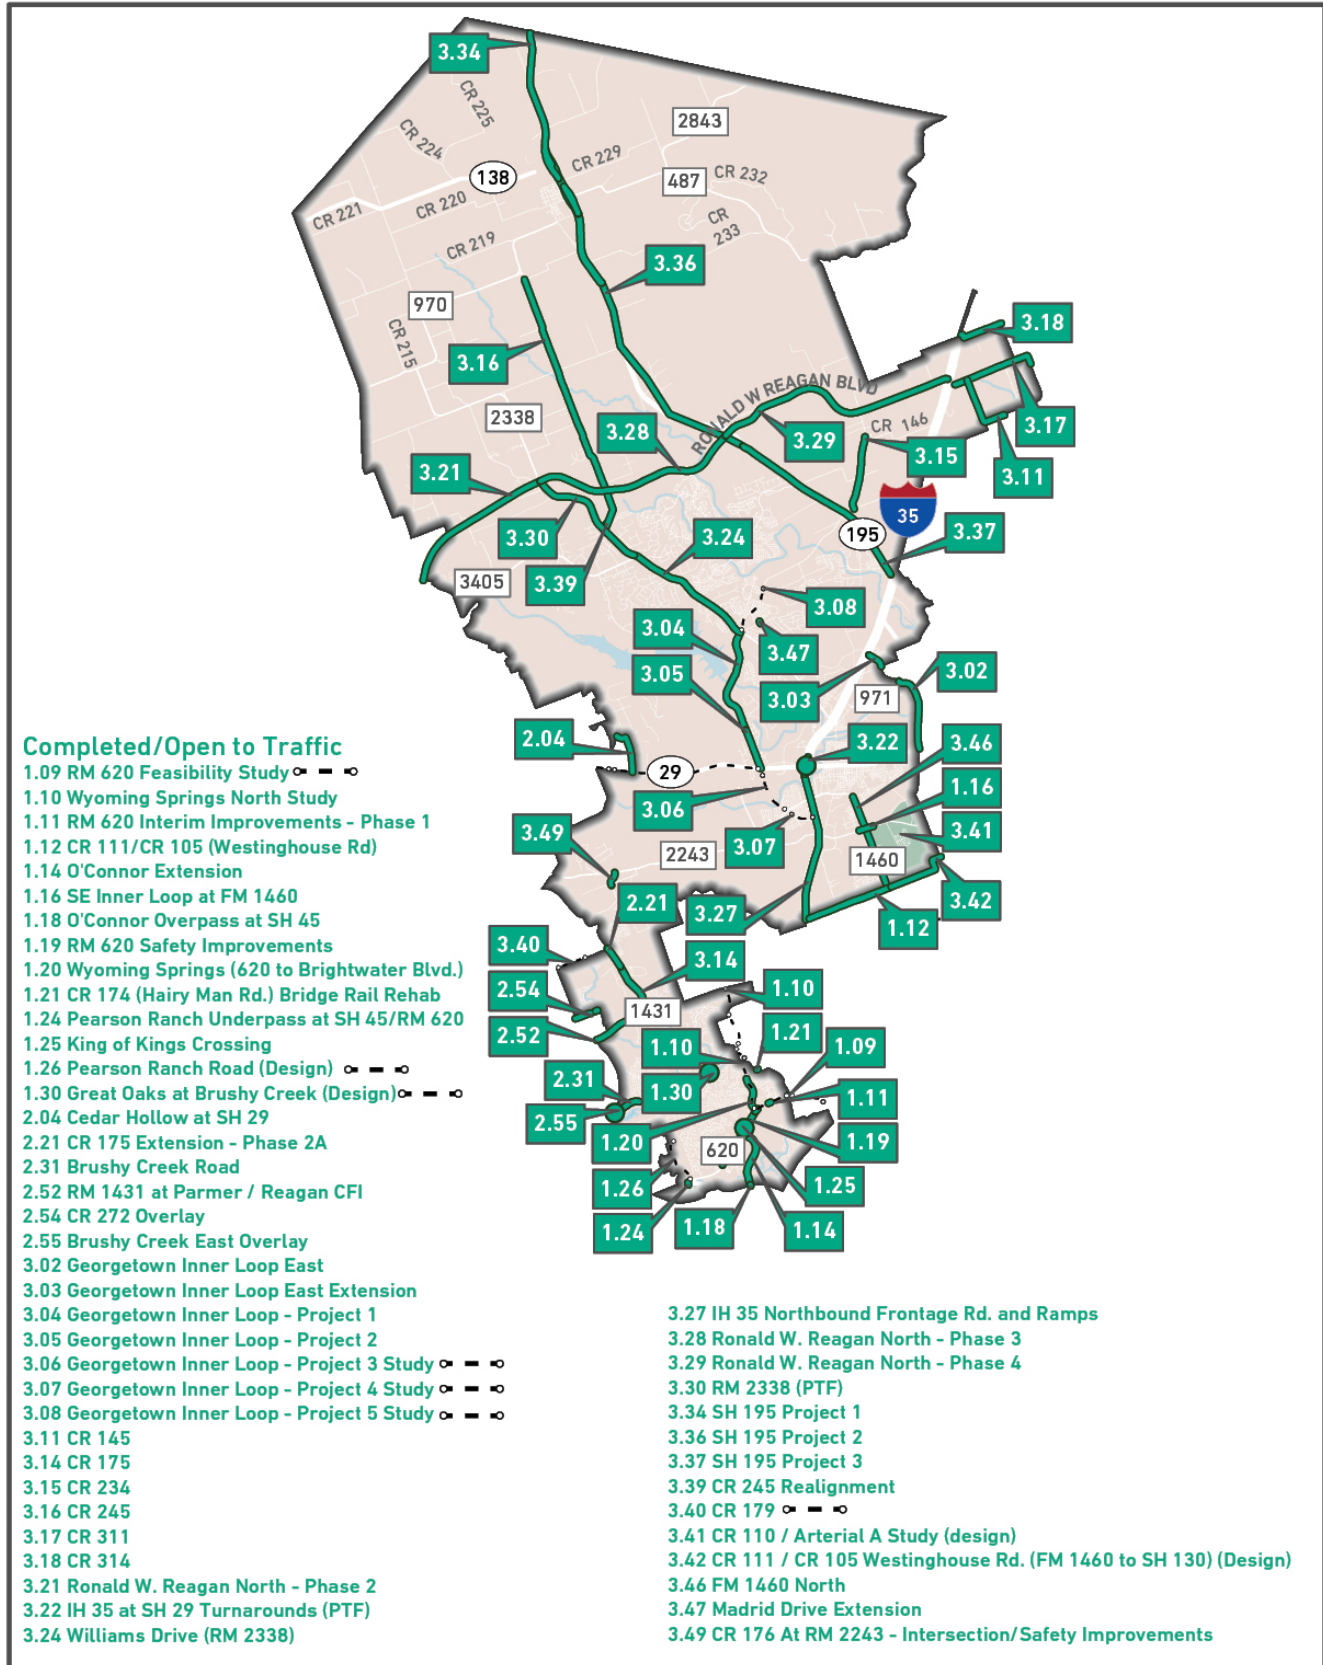 3.34
CR 225
2843
CR 224
CR 229
138
487
CR 232
CR 221
CR 220
CR 233
CR 219
3.36
970
3.18
CR 215
3.16
RONALD W REAGAN BLVD
2338
3.28
3.29
CR 146
3.17
3.15
3.21
3.11
35
3.30
3.24
195
3.37
3405
3.39
3.08
3.04
3.47
3.05
3.03
971
3.02
2.04
3.22
3.46
29
1.16
3.06
3.49
3.07
3.41
2243
1460
2.21
3.27
3.42
1.12
3.40
3.14
2.54
1.10
1431
2.52
1.21
1.10
1.09
2.31
1.30
1.11
2.55
1.20
620
1.19
1.26
1.25
1.24
1.18
1.14
Completed/Open to Traffic
1.09 RM 620 Feasibility Study
1.10 Wyoming Springs North Study
1.11 RM 620 Interim Improvements - Phase 1
1.12 CR 111/CR 105 (Westinghouse Rd)
1.14 O'Connor Extension
1.16 SE Inner Loop at FM 1460
1.18 O'Connor Overpass at SH 45
1.19 RM 620 Safety Improvements
1.20 Wyoming Springs (620 to Brightwater Blvd.)
1.21 CR 174 (Hairy Man Rd.) Bridge Rail Rehab
1.24 Pearson Ranch Underpass at SH 45/RM 620
1.25 King of Kings Crossing
1.26 Pearson Ranch Road (Design)
1.30 Great Oaks at Brushy Creek (Design)
2.04 Cedar Hollow at SH 29
2.21 CR 175 Extension - Phase 2A
2.31 Brushy Creek Road
2.52 RM 1431 at Parmer / Reagan CFI
2.54 CR 272 Overlay
2.55 Brushy Creek East Overlay
3.02 Georgetown Inner Loop East
3.03 Georgetown Inner Loop East Extension
3.04 Georgetown Inner Loop - Project 1
3.05 Georgetown Inner Loop - Project 2
3.06 Georgetown Inner Loop - Project 3 Study
3.07 Georgetown Inner Loop - Project 4 Study
3.08 Georgetown Inner Loop - Project 5 Study
3.11 CR 145
3.14 CR 175
3.15 CR 234
3.16 CR 245
3.17 CR 311
3.18 CR 314
3.21 Ronald W. Reagan North - Phase 2
3.22 IH 35 at SH 29 Turnarounds (PTF)
3.24 Williams Drive (RM 2338)
3.27 IH 35 Northbound Frontage Rd. and Ramps
3.28 Ronald W. Reagan North - Phase 3
3.29 Ronald W. Reagan North - Phase 4
3.30 RM 2338 (PTF)
3.34 SH 195 Project 1
3.36 SH 195 Project 2
3.37 SH 195 Project 3
3.39 CR 245 Realignment
3.40 CR 179
3.41 CR 110 / Arterial A Study (design)
3.42 CR 111 / CR 105 Westinghouse Rd. (FM 1460 to SH 130) (Design)
3.46 FM 1460 North
3.47 Madrid Drive Extension
3.49 CR 176 At RM 2243 - Intersection/Safety Improvements